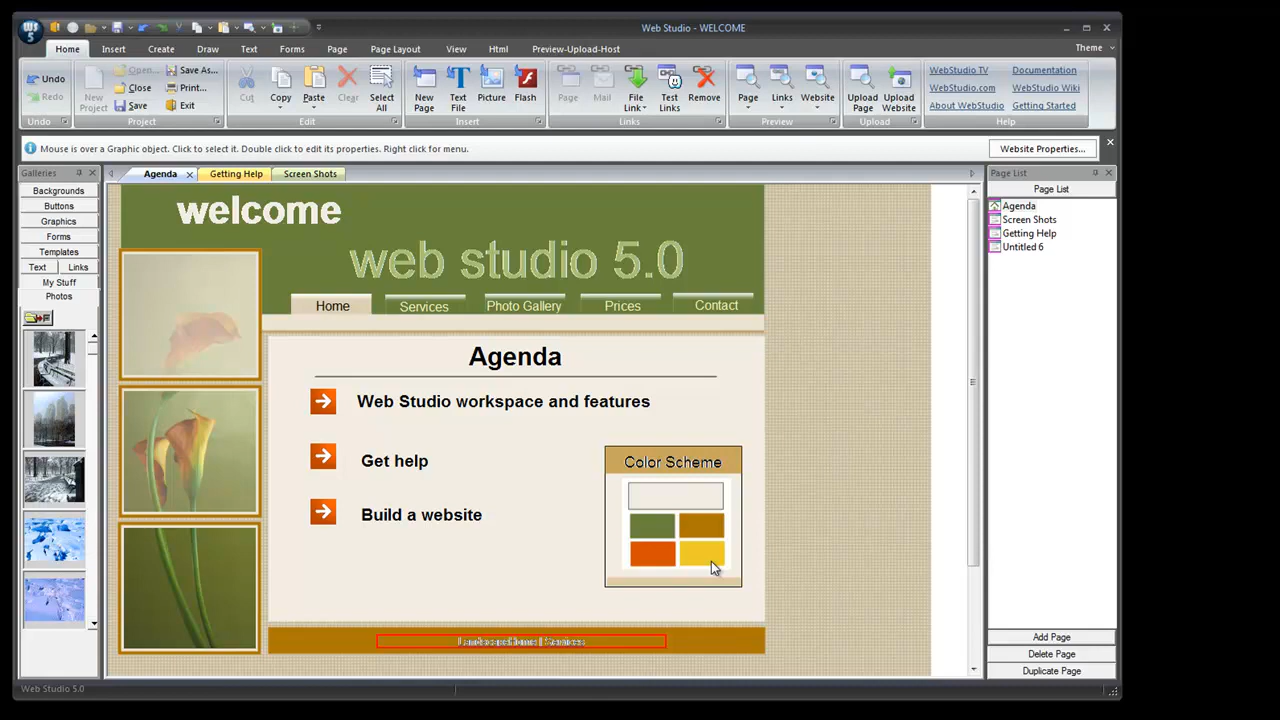 WS
5
Web Studio - WELCOME
Home Insert Create Draw Text Forms Page Page Layout View Html Preview-Upload-Host
Theme
Undo
Redo
Undo
New
Project
Open...
Close
Save
Save As...
Print...
Exit
Project
Cut
Copy
Paste
Clear
Select
All
Edit
New
Page
Text
File
Picture
Flash
Insert
Page
Mail
File
Link
Test
Links
Remove
Links
Page
Links
Website
Preview
Upload
Page
Upload
Website
Upload
WebStudio TV
WebStudio.com
About WebStudio
Documentation
WebStudio Wiki
Getting Started
Help
Mouse is over a Graphic object. Click to select it. Double click to edit its properties. Right click for menu.
Website Properties...
Galleries
Backgrounds
Buttons
Graphics
Forms
Templates
Text Links
My Stuff
Photos
Agenda Getting Help Screen Shots
welcome
web studio 5.0
Home Services Photo Gallery Prices Contact
Agenda
Web Studio workspace and features
Get help
Build a website
Color Scheme
Page List
Page List
Agenda
Screen Shots
Getting Help
Untitled 6
Add Page
Delete Page
Duplicate Page
Web Studio 5.0